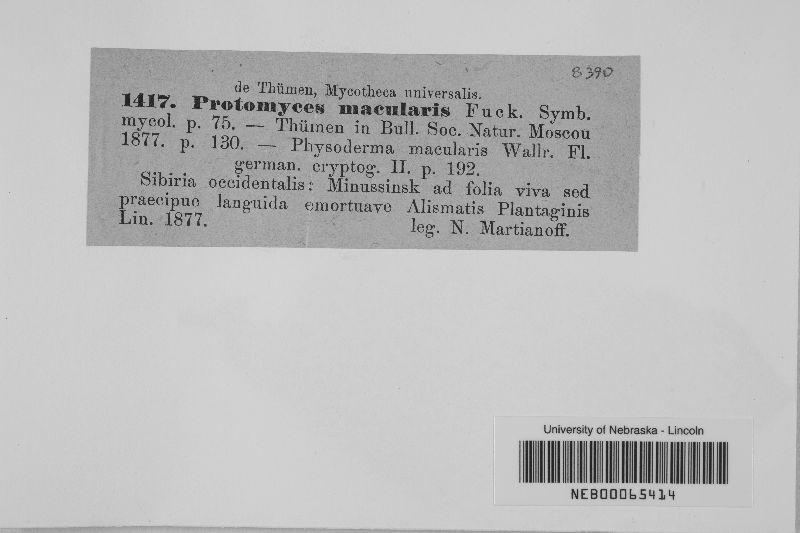 8390
de Thümen, Mycotheca universalis.
1417. Protomyces macularis Fuck. Symb.
mycol. p. 75. — Thümen in Bull. Soc. Natur. Moscou
1877. p. 130. — Physoderma macularis Wallr. Fl.
german. cryptog. II. p. 192.
Sibiria occidentalis: Minussinsk ad folia viva sed
praecipue languida emortuave Alismatis Plantaginis
Lin. 1877. leg. N. Martianoff.
University of Nebraska - Lincoln
NEB00065414